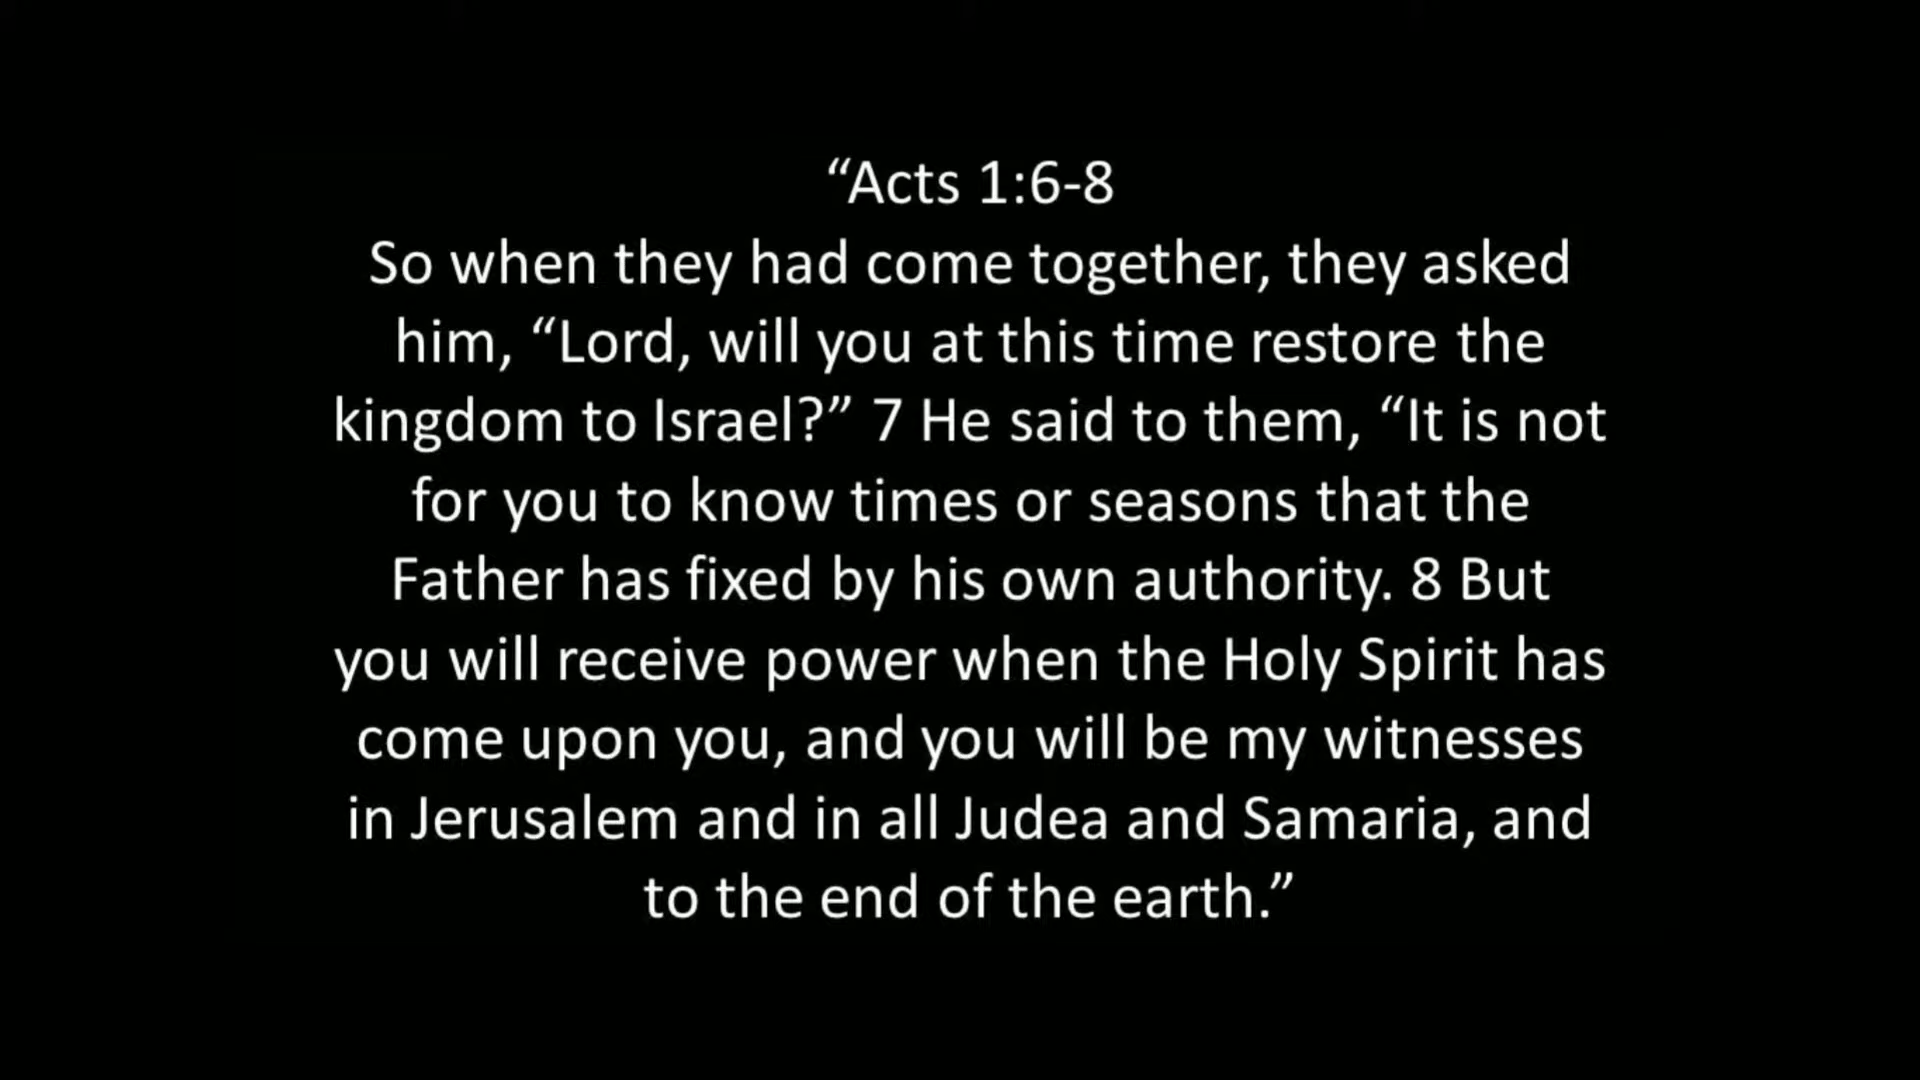 “Acts 1:6-8
So when they had come together, they asked
him, “Lord, will you at this time restore the
kingdom to Israel?” 7 He said to them, “It is not
for you to know times or seasons that the
Father has fixed by his own authority. 8 But
you will receive power when the Holy Spirit has
come upon you, and you will be my witnesses
in Jerusalem and in all Judea and Samaria, and
to the end of the earth.”